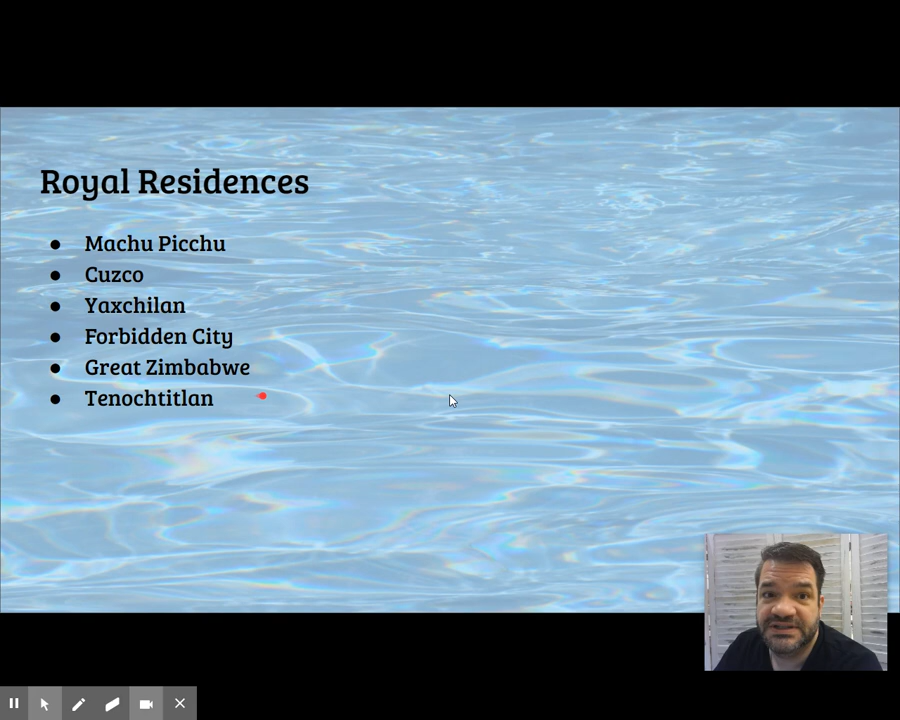 Royal Residences
● Machu Picchu
● Cuzco
● Yaxchilan
● Forbidden City
● Great Zimbabwe
● Tenochtitlan